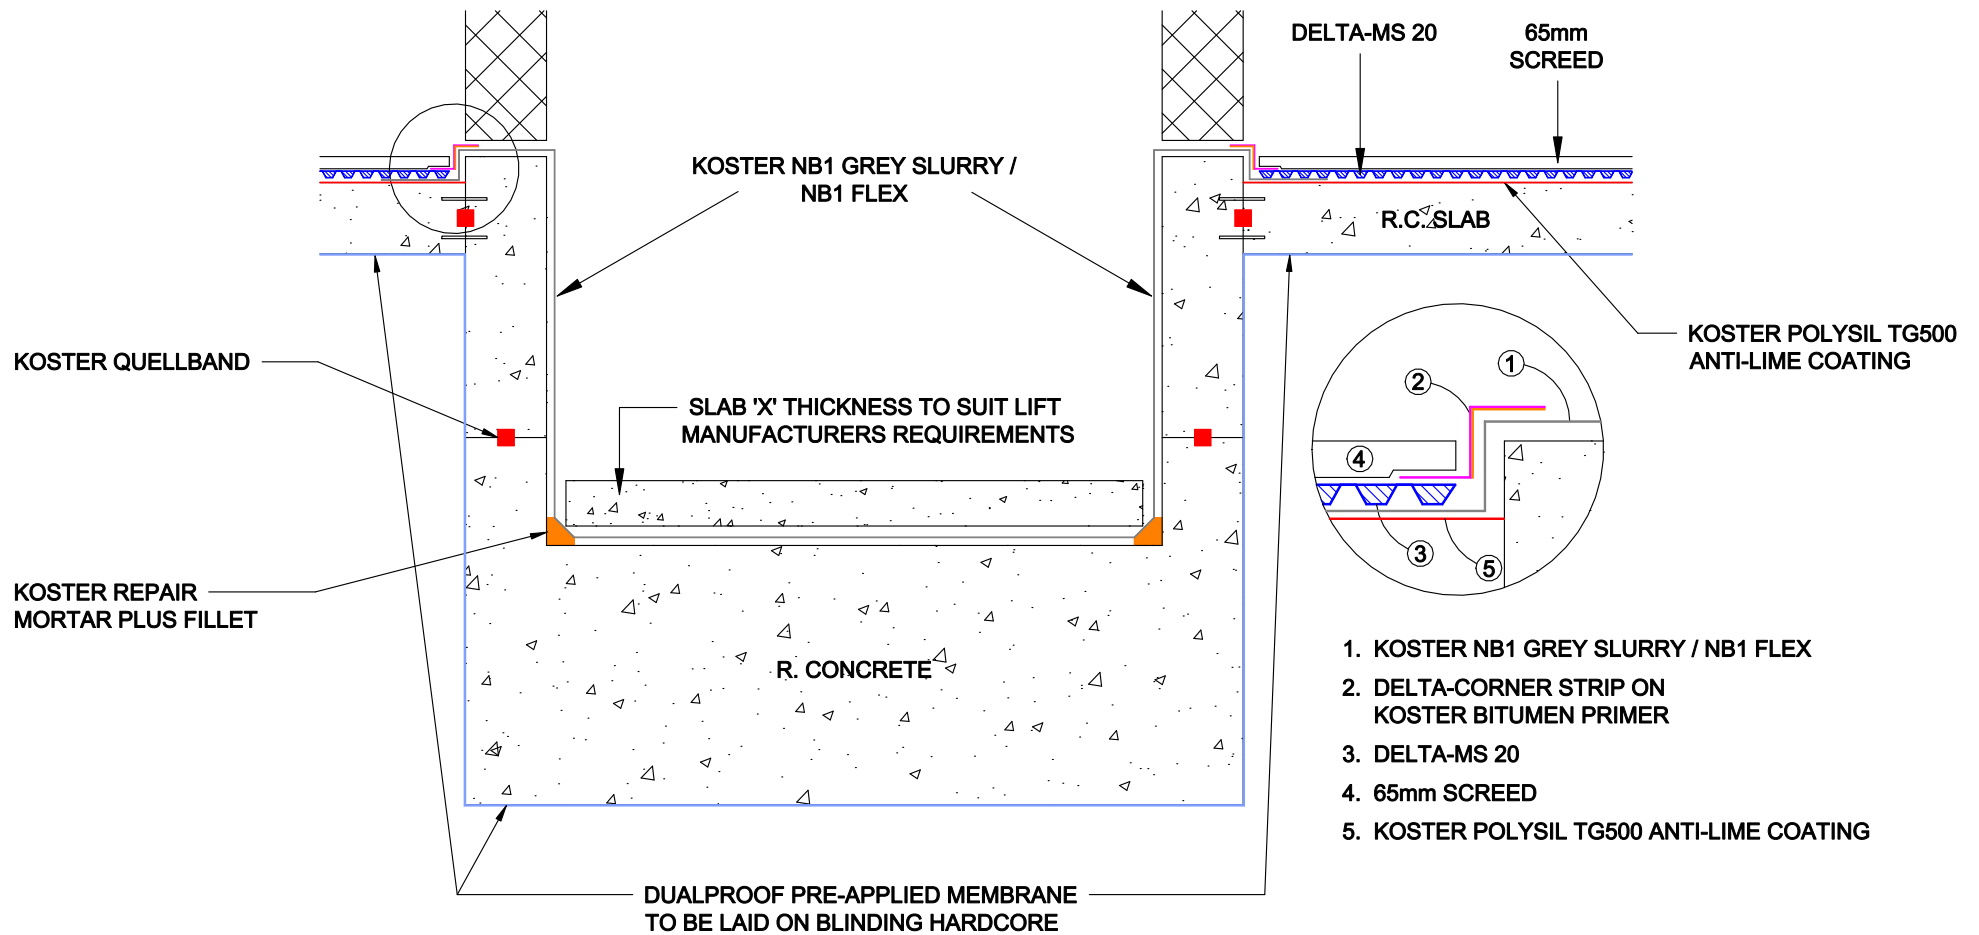 DELTA-MS 20
65mm
SCREED
KOSTER NB1 GREY SLURRY /
NB1 FLEX
R.C. SLAB
KOSTER POLYSIL TG500
ANTI-LIME COATING
KOSTER QUELLBAND
SLAB 'X' THICKNESS TO SUIT LIFT
MANUFACTURERS REQUIREMENTS
1
2
4
3
5
KOSTER REPAIR
MORTAR PLUS FILLET
R. CONCRETE
1. KOSTER NB1 GREY SLURRY / NB1 FLEX
2. DELTA-CORNER STRIP ON
KOSTER BITUMEN PRIMER
3. DELTA-MS 20
4. 65mm SCREED
5. KOSTER POLYSIL TG500 ANTI-LIME COATING
DUALPROOF PRE-APPLIED MEMBRANE
TO BE LAID ON BLINDING HARDCORE